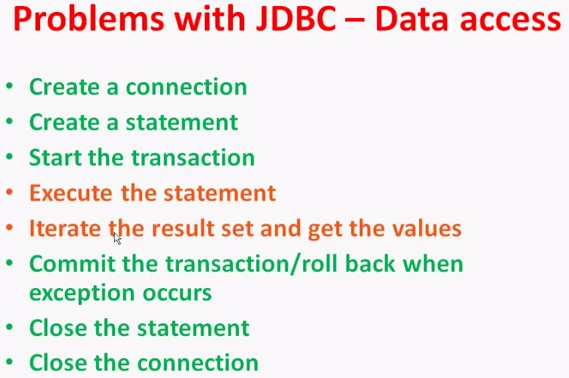 Problems with JDBC – Data access
• Create a connection
• Create a statement
• Start the transaction
• Execute the statement
• Iterate the result set and get the values
• Commit the transaction/roll back when
exception occurs
• Close the statement
• Close the connection